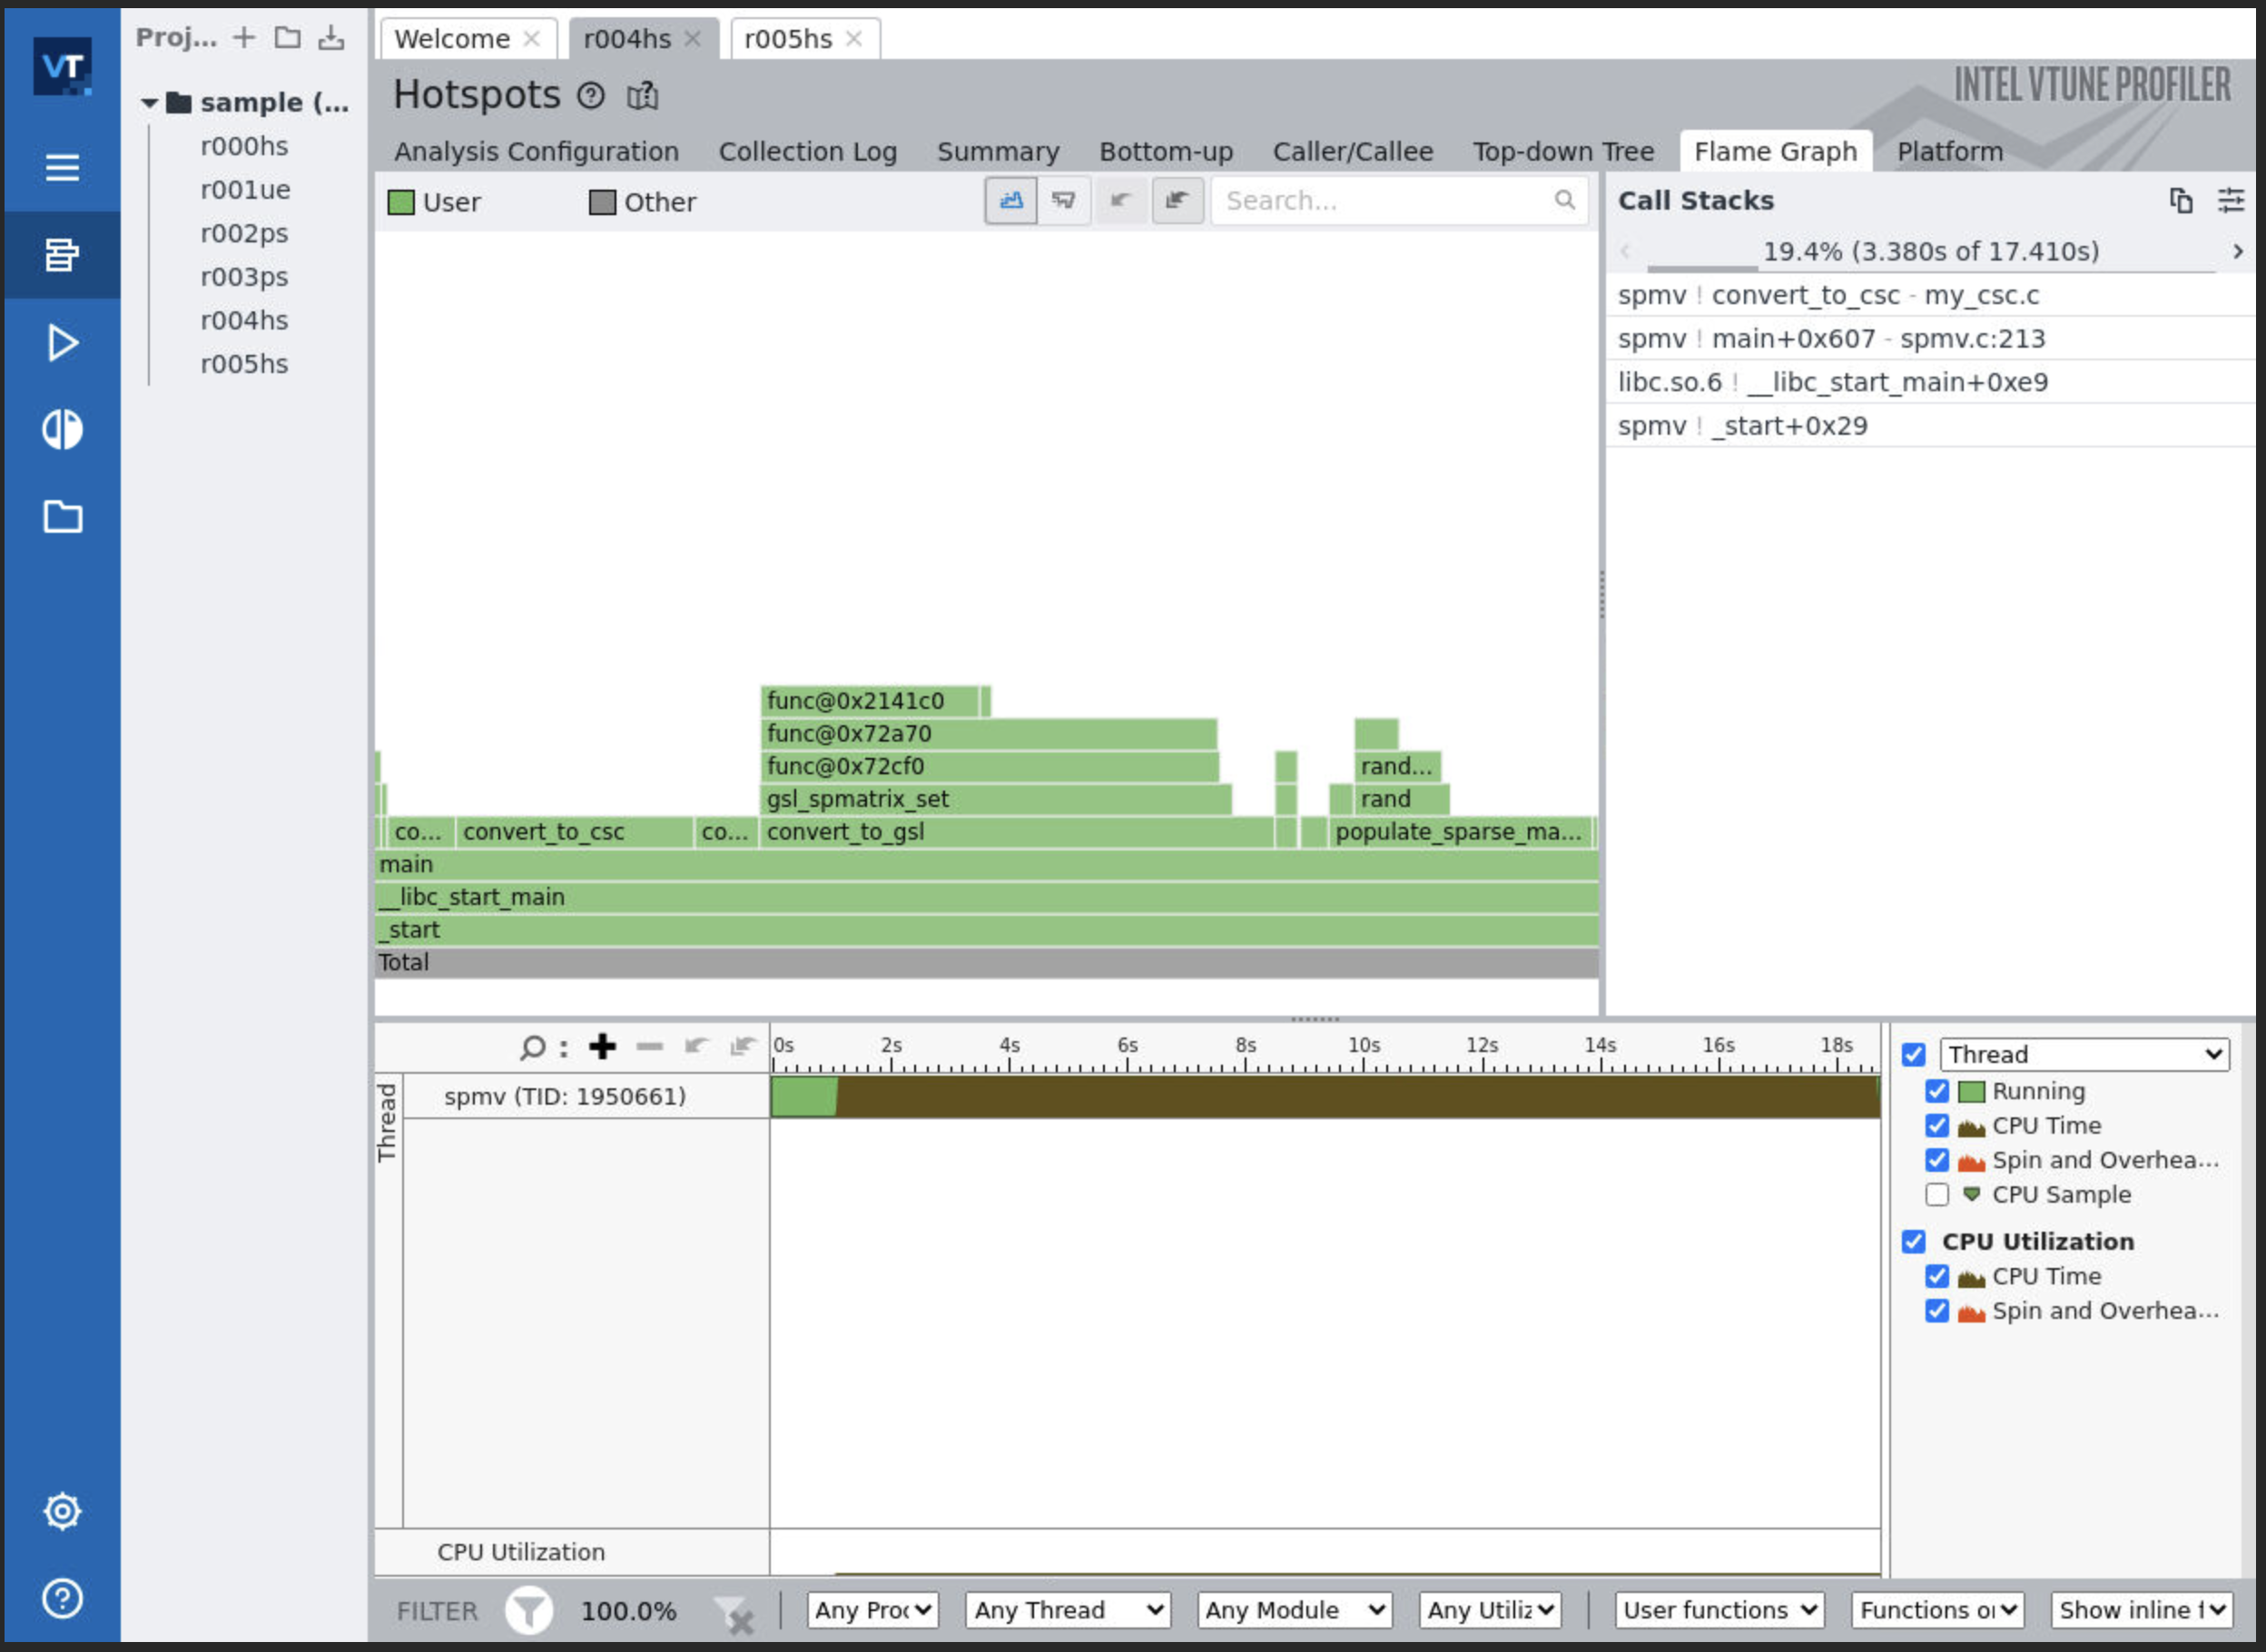 VT
Proj...
sample (...
r000hs
r001ue
r002ps
r003ps
r004hs
r005hs
Welcome
r004hs
r005hs
Hotspots
INTEL VTUNE PROFILER
Analysis Configuration
Collection Log
Summary
Bottom-up
Caller/Callee
Top-down Tree
Flame Graph
Platform
User
Other
Search...
Call Stacks
19.4% (3.380s of 17.410s)
spmv ! convert_to_csc - my_csc.c
spmv ! main+0x607 - spmv.c:213
libc.so.6 ! __libc_start_main+0xe9
spmv ! _start+0x29
func@0x2141c0
func@0x72a70
func@0x72cf0
rand...
gsl_spmatrix_set
rand
co...
convert_to_csc
co...
convert_to_gsl
populate_sparse_ma...
main
__libc_start_main
_start
Total
0s 2s 4s 6s 8s 10s 12s 14s 16s 18s
Thread
spmv (TID: 1950661)
CPU Utilization
Thread
Running
CPU Time
Spin and Overhea...
CPU Sample
CPU Utilization
CPU Time
Spin and Overhea...
FILTER
100.0%
Any Proc
Any Thread
Any Module
Any Utiliz
User functions
Functions or
Show inline f